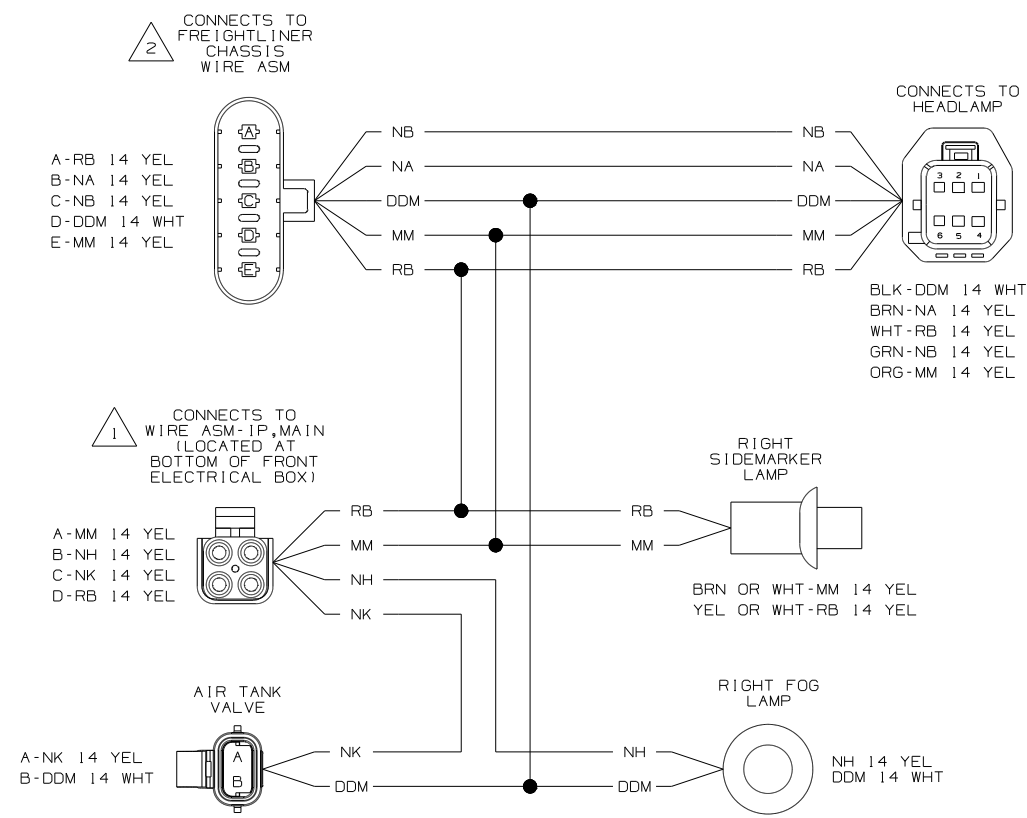 CONNECTS TO
FREIGHTLINER
CHASSIS
WIRE ASM
2
A
B
C
D
E
A-RB 14 YEL
B-NA 14 YEL
C-NB 14 YEL
D-DDM 14 WHT
E-MM 14 YEL
NB NB
NA NA
DDM DDM
MM MM
RB RB
CONNECTS TO
HEADLAMP
3 2 1
6 5 4
BLK-DDM 14 WHT
BRN-NA 14 YEL
WHT-RB 14 YEL
GRN-NB 14 YEL
ORG-MM 14 YEL
1
CONNECTS TO
WIRE ASM-IP,MAIN
(LOCATED AT
BOTTOM OF FRONT
ELECTRICAL BOX)
A-MM 14 YEL
B-NH 14 YEL
C-NK 14 YEL
D-RB 14 YEL
RB RB
MM MM
NH
NK
RIGHT
SIDEMARKER
LAMP
BRN OR WHT-MM 14 YEL
YEL OR WHT-RB 14 YEL
AIR TANK
VALVE
A-NK 14 YEL
B-DDM 14 WHT
A
B
NK NH
DDM DDM
RIGHT FOG
LAMP
NH 14 YEL
DDM 14 WHT